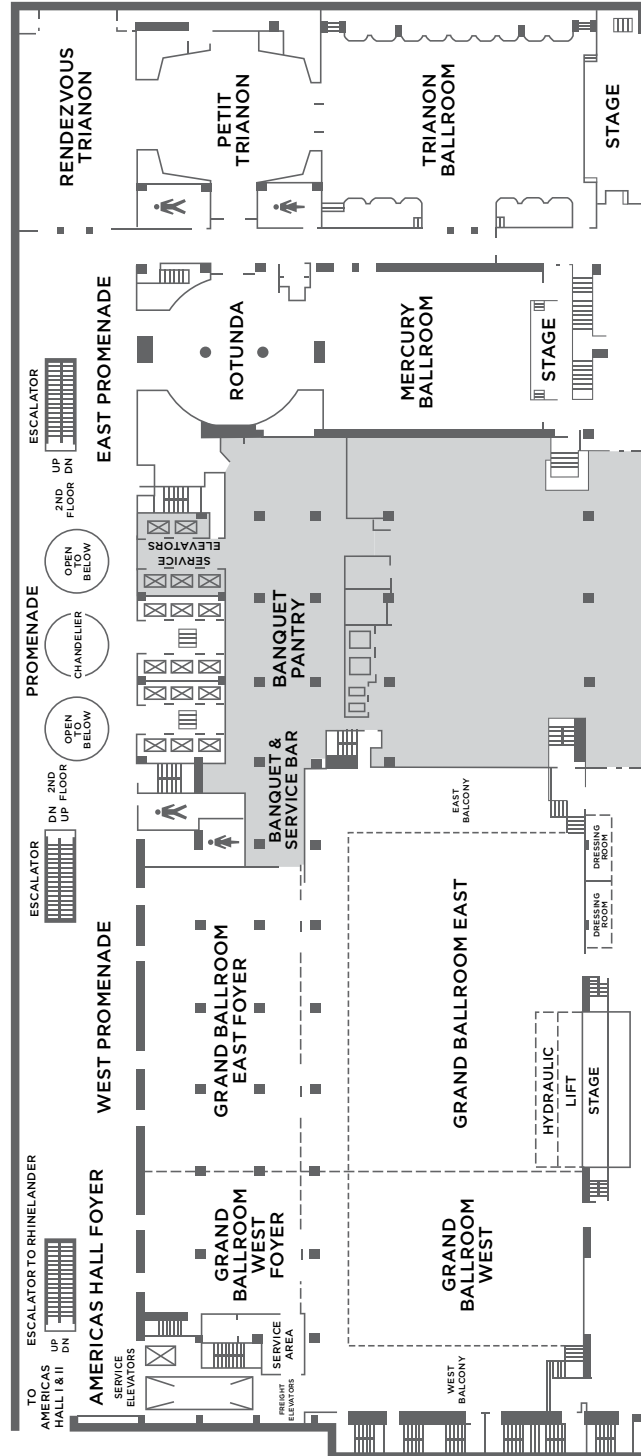 RENDEZVOUS
TRIANON
PETIT
TRIANON
TRIANON
BALLROOM
STAGE
EAST PROMENADE
ROTUNDA
MERCURY
BALLROOM
STAGE
ESCALATOR
UP
DN
2ND
FLOOR
OPEN
TO
BELOW
SERVICE
ELEVATORS
PROMENADE
CHANDELIER
BANQUET
PANTRY
OPEN
TO
BELOW
2ND
FLOOR
DN
UP
BANQUET &
SERVICE BAR
EAST
BALCONY
DRESSING
ROOM
DRESSING
ROOM
ESCALATOR
WEST PROMENADE
GRAND BALLROOM
EAST FOYER
GRAND BALLROOM EAST
HYDRAULIC
LIFT
STAGE
ESCALATOR TO RHINELANDER
UP
DN
AMERICAS HALL FOYER
GRAND
BALLROOM
WEST
FOYER
GRAND
BALLROOM
WEST
TO
AMERICAS
HALL I & II
SERVICE
ELEVATORS
SERVICE
AREA
FREIGHT
ELEVATORS
WEST
BALCONY